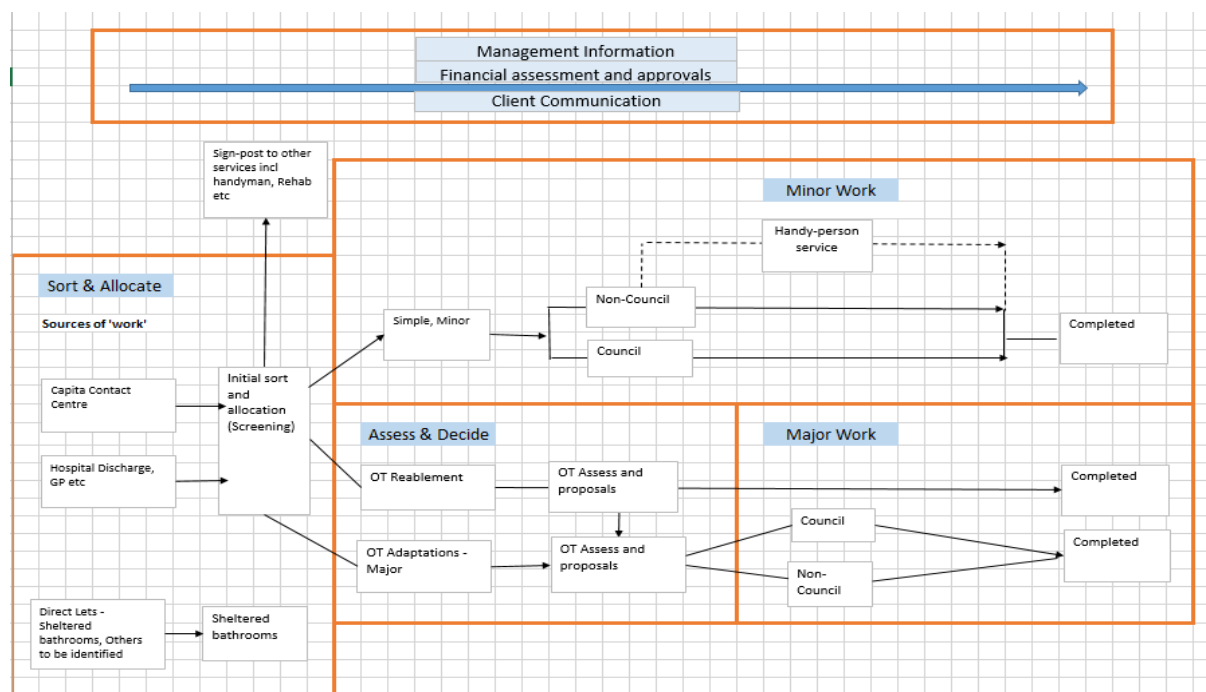 Management Information
Financial assessment and approvals
Client Communication
Sign-post to other
services incl
handyman, Rehab
etc
Minor Work
Handy-person
service
Sort & Allocate
Sources of 'work'
Non-Council
Simple, Minor
Council
Completed
Capita Contact
Centre
Initial sort
and
allocation
(Screening)
Hospital Discharge,
GP etc
Assess & Decide
Major Work
OT Reablement
OT Assess and
proposals
Completed
Council
OT Adaptations -
Major
OT Assess and
proposals
Completed
Non-
Council
Direct Lets -
Sheltered
bathrooms, Others
to be identified
Sheltered
bathrooms